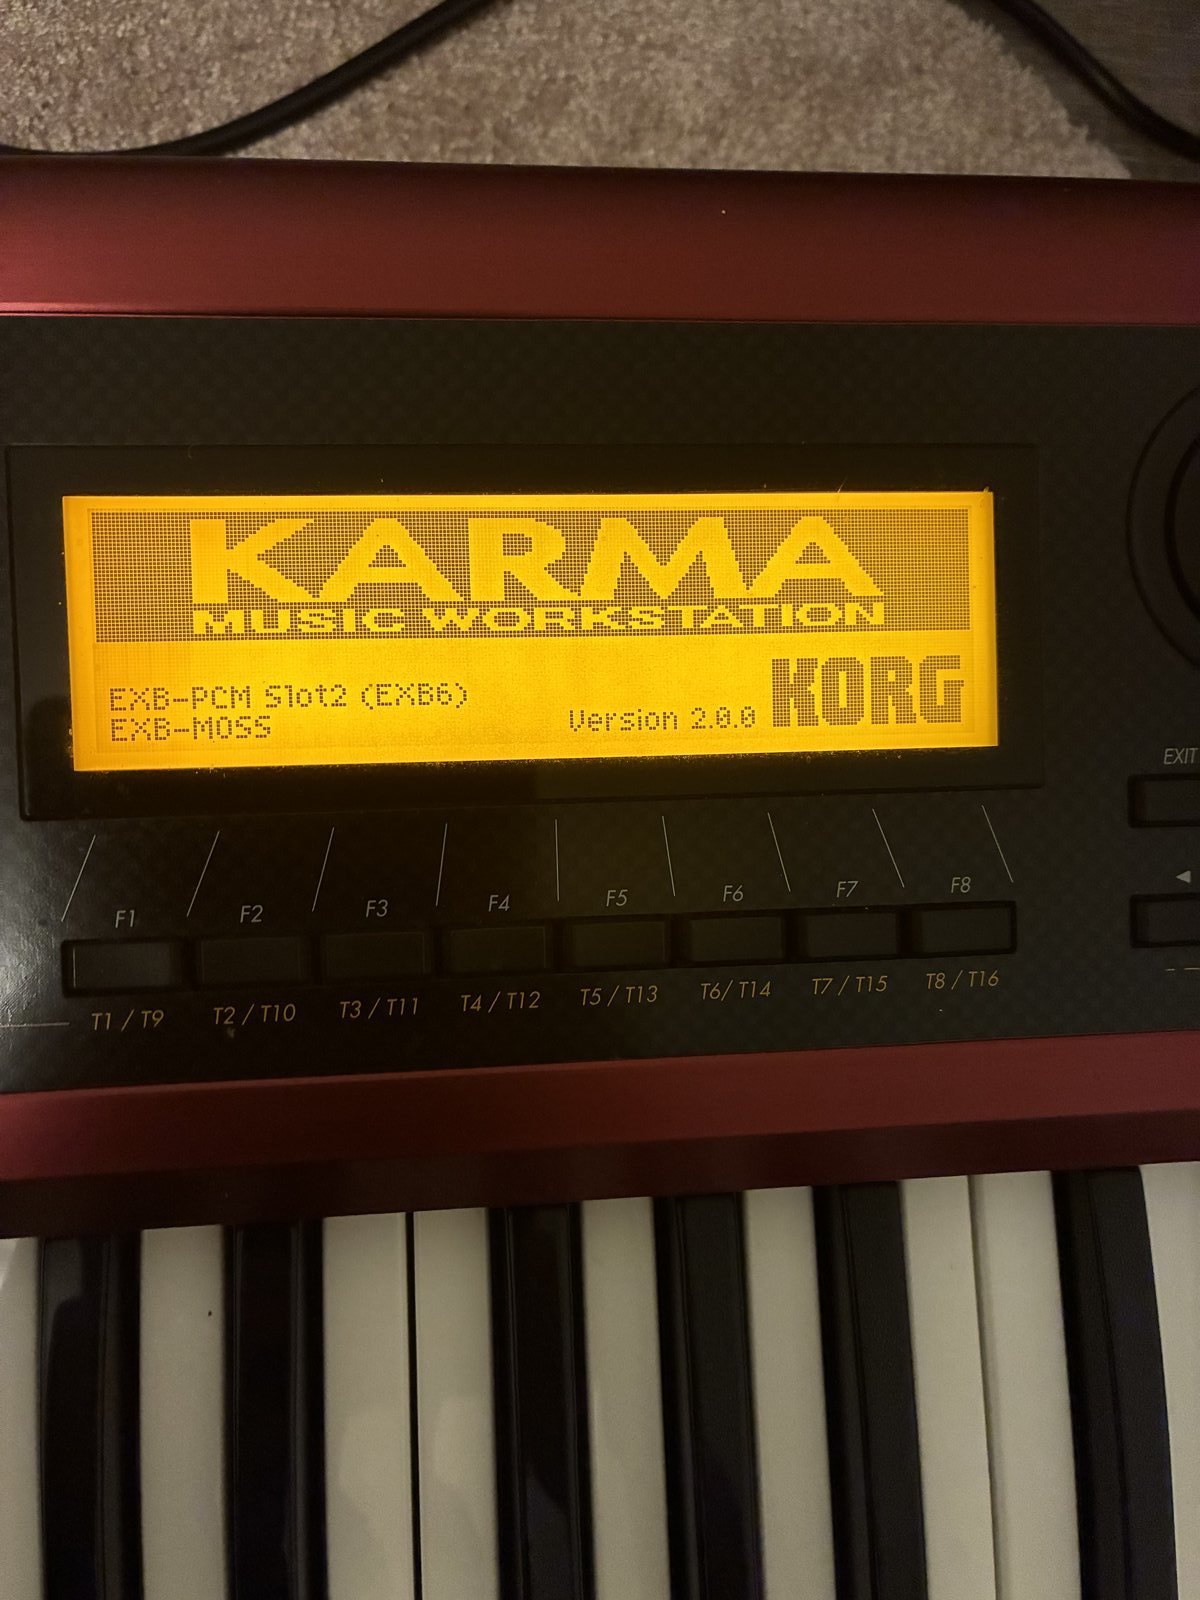 KARMA
MUSIC WORKSTATION
EXB-PCM Slot2 (EXB6)
EXB-MOSS
Version 2.0.0
KORG
EXIT
F1 F2 F3 F4 F5 F6 F7 F8
T1 / T9 T2 / T10 T3 / T11 T4 / T12 T5 / T13 T6/ T14 T7 / T15 T8 / T16